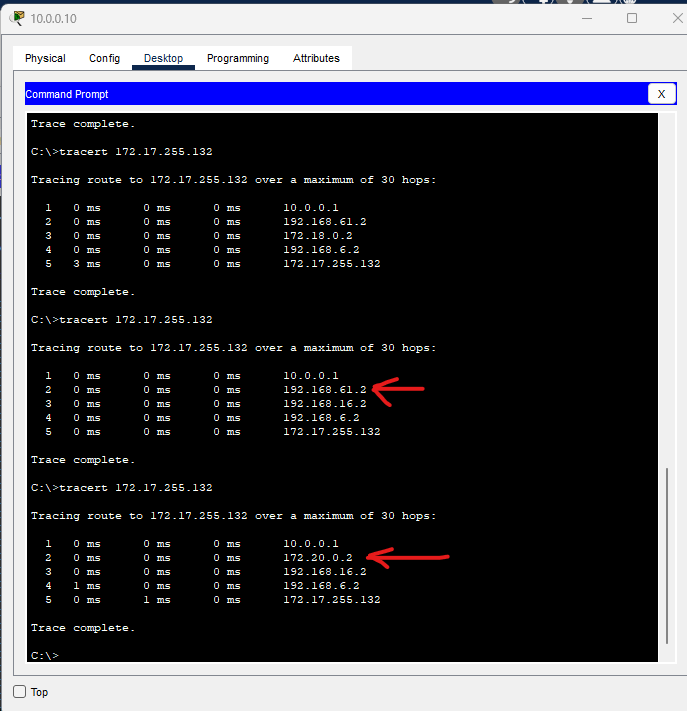 10.0.0.10
Physical Config Desktop Programming Attributes
Command Prompt X
Trace complete.
C:\>tracert 172.17.255.132
Tracing route to 172.17.255.132 over a maximum of 30 hops:
1 0 ms 0 ms 0 ms 10.0.0.1
2 0 ms 0 ms 0 ms 192.168.61.2
3 0 ms 0 ms 0 ms 172.18.0.2
4 0 ms 0 ms 0 ms 192.168.6.2
5 3 ms 0 ms 0 ms 172.17.255.132
Trace complete.
C:\>tracert 172.17.255.132
Tracing route to 172.17.255.132 over a maximum of 30 hops:
1 0 ms 0 ms 0 ms 10.0.0.1
2 0 ms 0 ms 0 ms 192.168.61.2
3 0 ms 0 ms 0 ms 192.168.16.2
4 0 ms 0 ms 0 ms 192.168.6.2
5 0 ms 0 ms 0 ms 172.17.255.132
Trace complete.
C:\>tracert 172.17.255.132
Tracing route to 172.17.255.132 over a maximum of 30 hops:
1 0 ms 0 ms 0 ms 10.0.0.1
2 0 ms 0 ms 0 ms 172.20.0.2
3 0 ms 0 ms 0 ms 192.168.16.2
4 1 ms 0 ms 0 ms 192.168.6.2
5 0 ms 1 ms 0 ms 172.17.255.132
Trace complete.
C:\>
Top